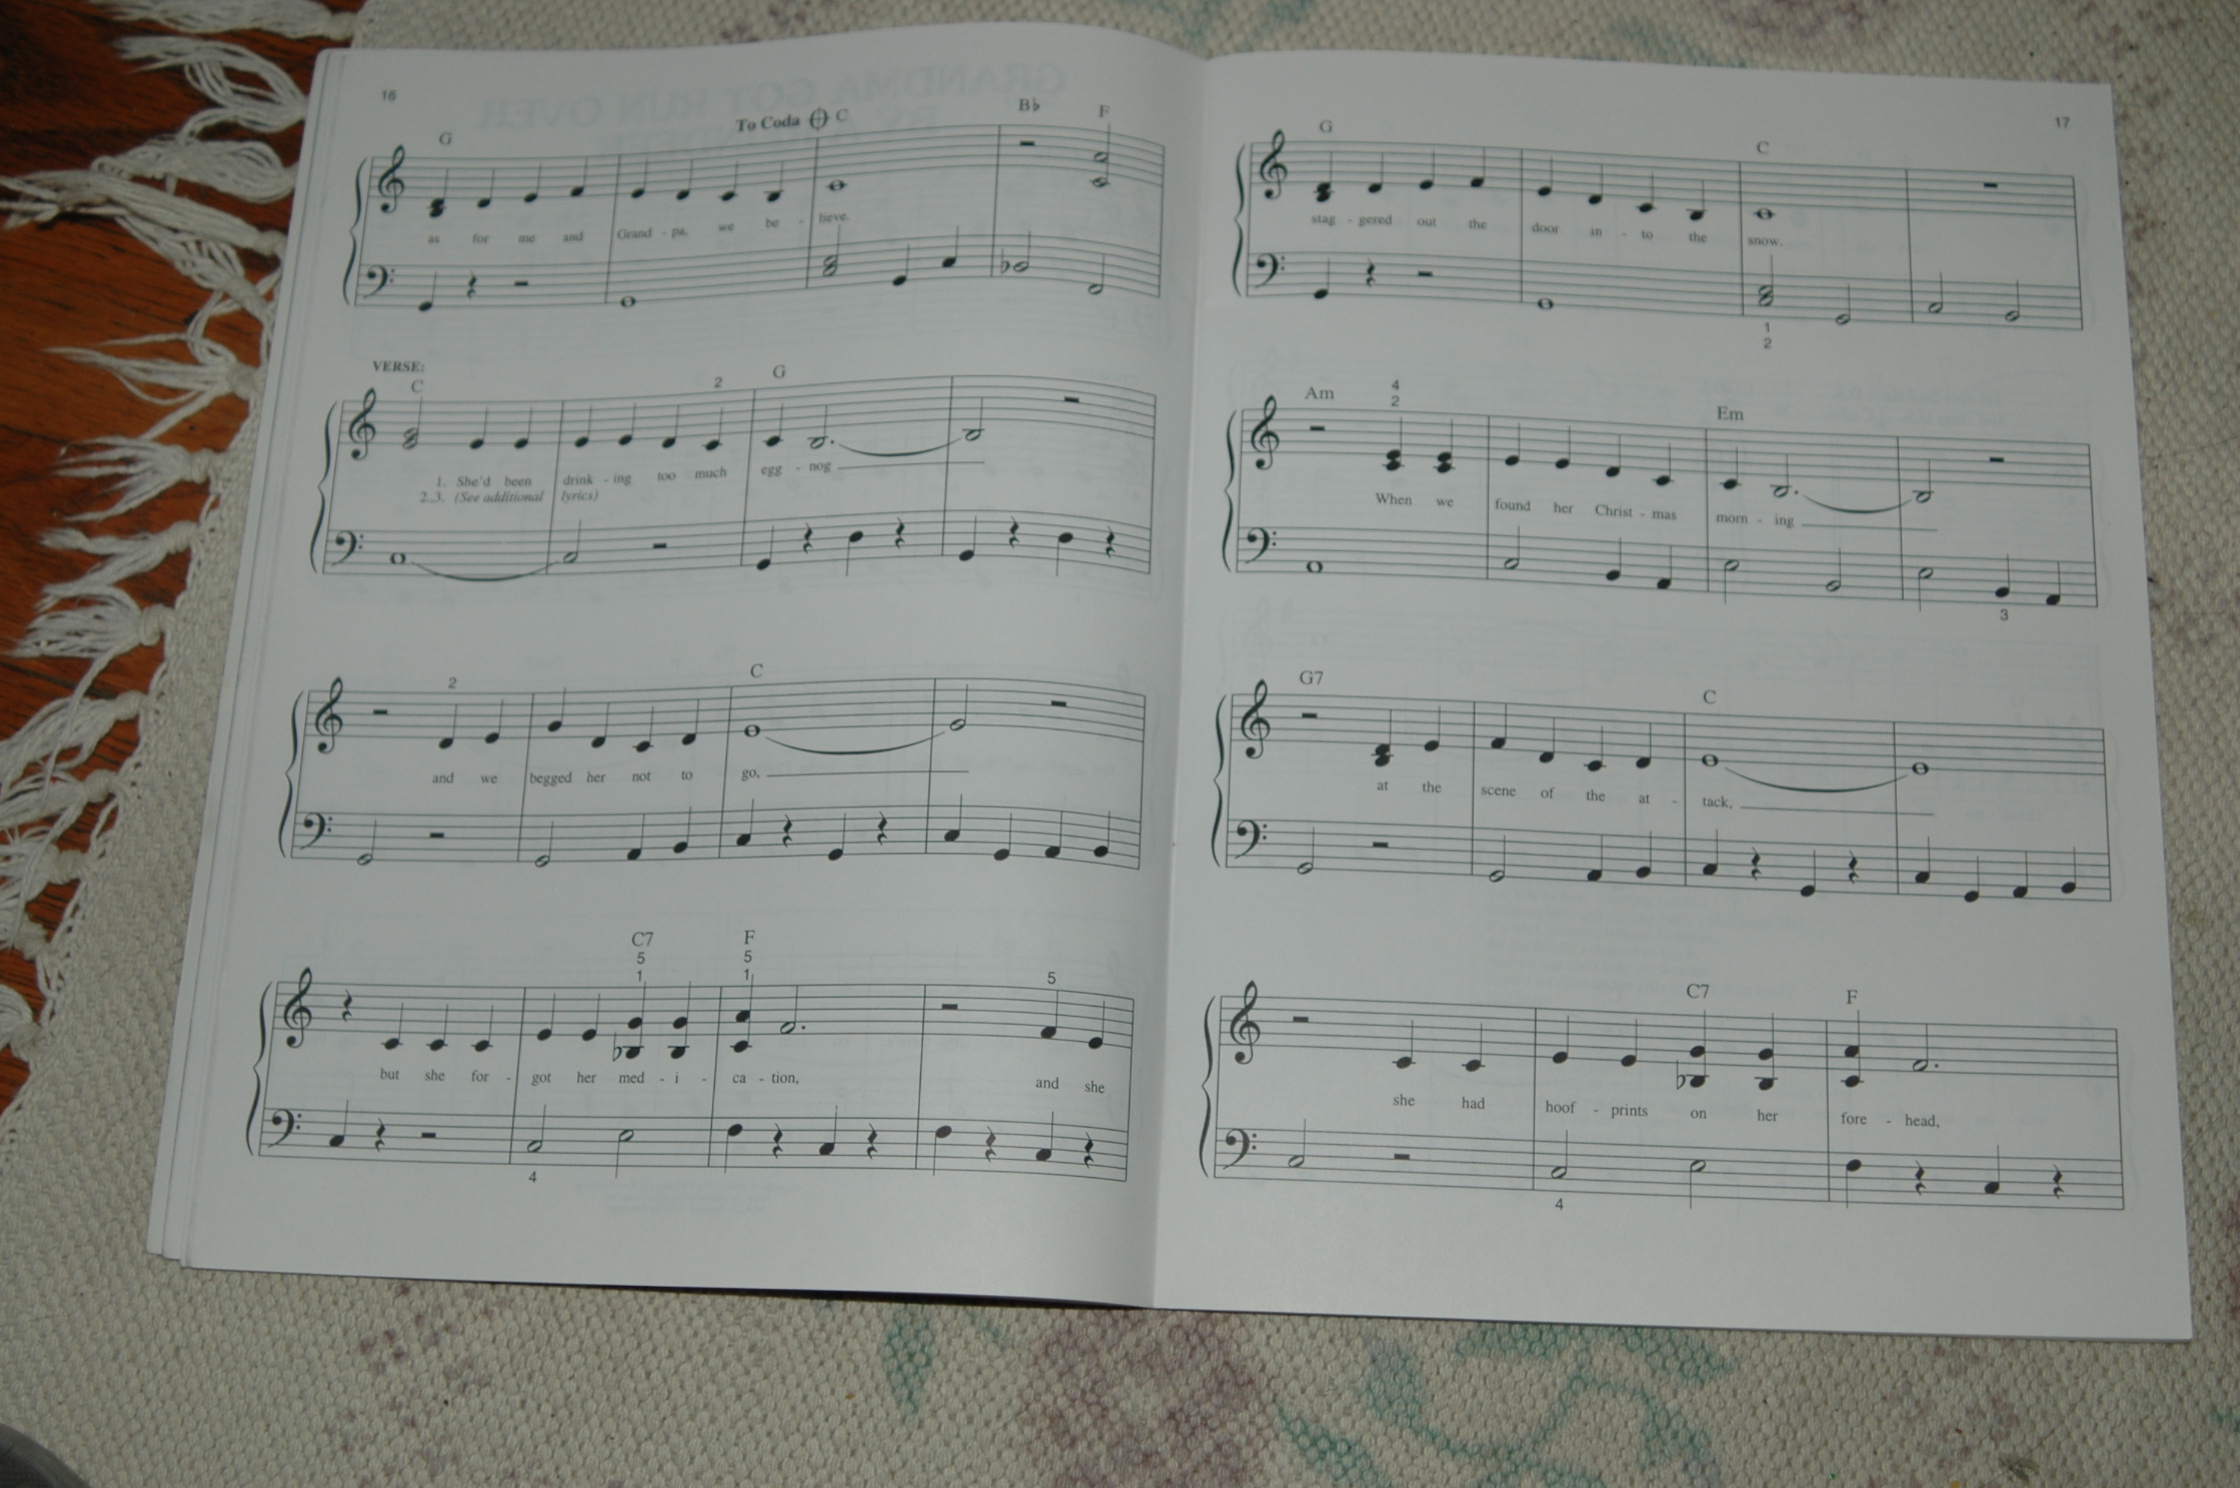 16
G To Coda C B♭ F
as for me and Grand - pa, we be - lieve.
VERSE:
C 2 G
1. She'd been drink - ing too much egg - nog
2.,3. (See additional lyrics)
2 C
and we begged her not to go,
C7 F
5 5 5
1 1
but she for - got her med - i - ca - tion, and she
4
17
G C
stag - gered out the door in - to the snow.
1
2
Am 4 Em
2
When we found her Christ - mas morn - ing
3
G7 C
at the scene of the at - tack,
C7 F
she had hoof - prints on her fore - head,
4